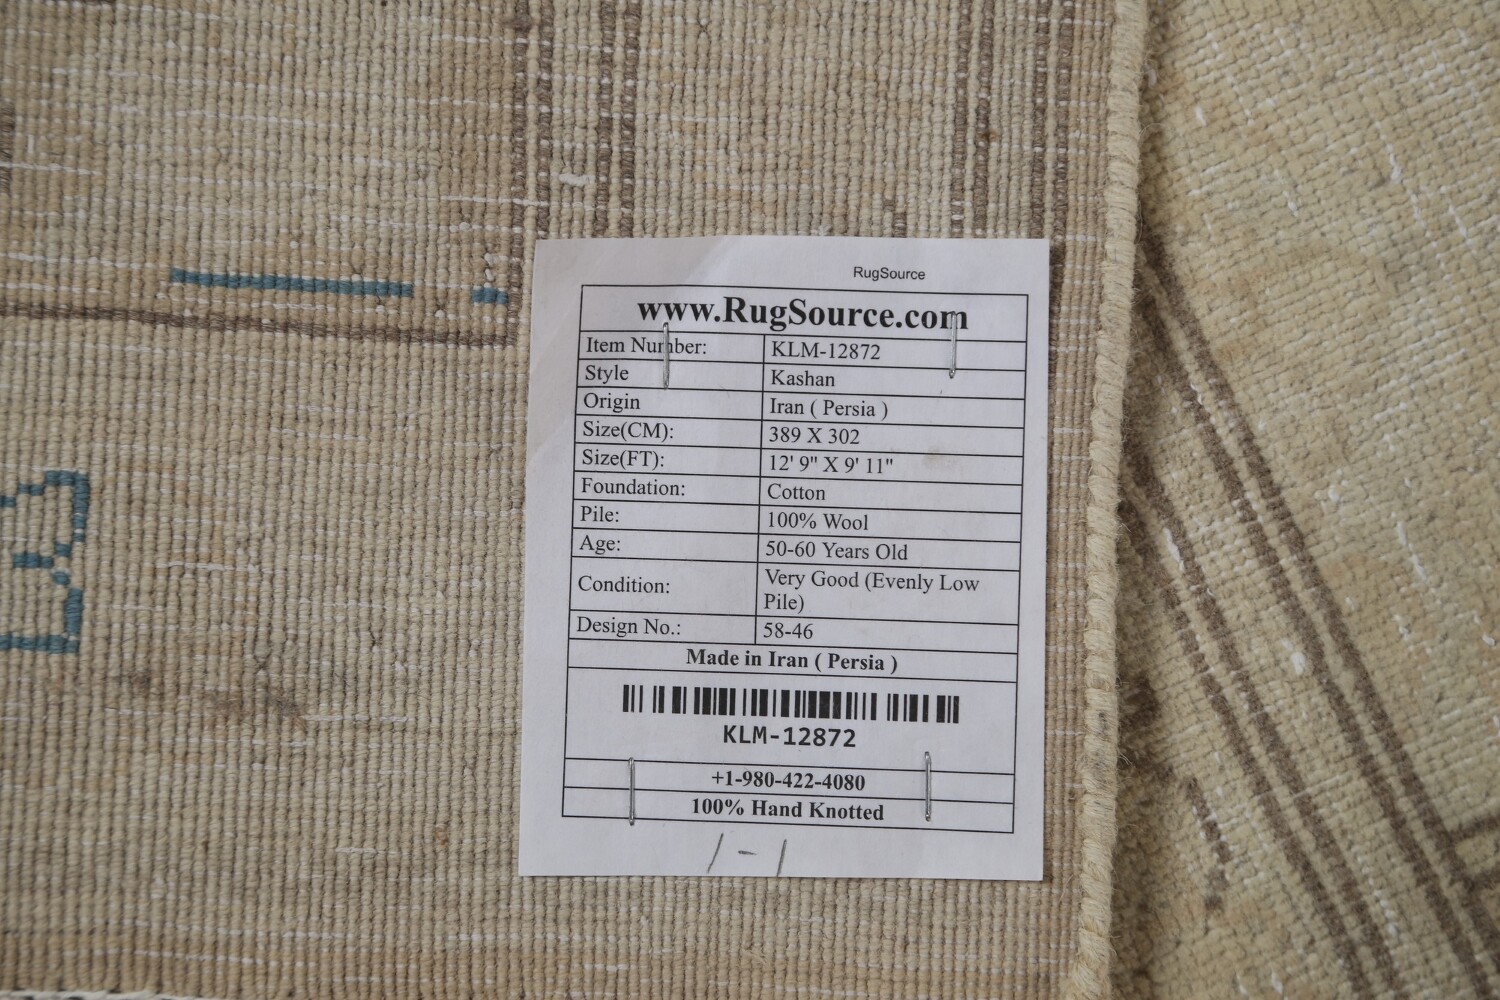 RugSource
www.RugSource.com
Item Number: KLM-12872
Style Kashan
Origin Iran ( Persia )
Size(CM): 389 X 302
Size(FT): 12' 9" X 9' 11"
Foundation: Cotton
Pile: 100% Wool
Age: 50-60 Years Old
Condition: Very Good (Evenly Low
Pile)
Design No.: 58-46
Made in Iran ( Persia )
KLM-12872
+1-980-422-4080
100% Hand Knotted
1-1